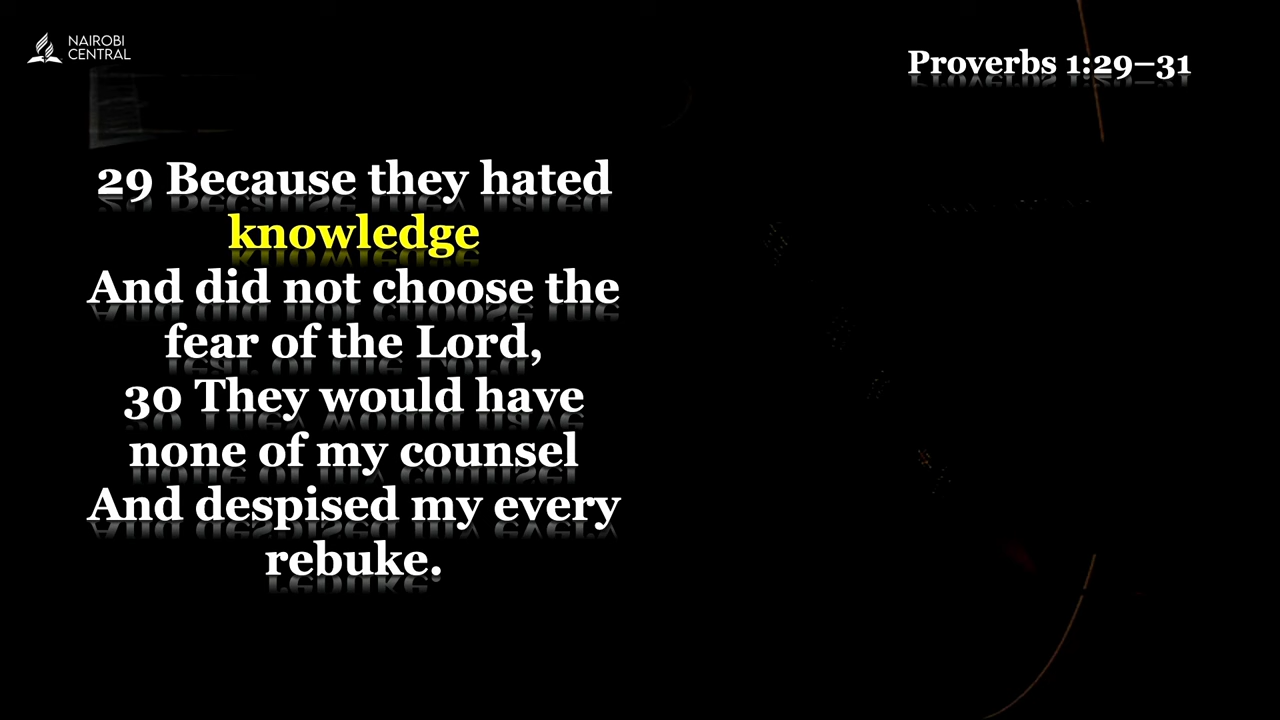 NAIROBI
CENTRAL
Proverbs 1:29–31
29 Because they hated
knowledge
And did not choose the
fear of the Lord,
30 They would have
none of my counsel
And despised my every
rebuke.